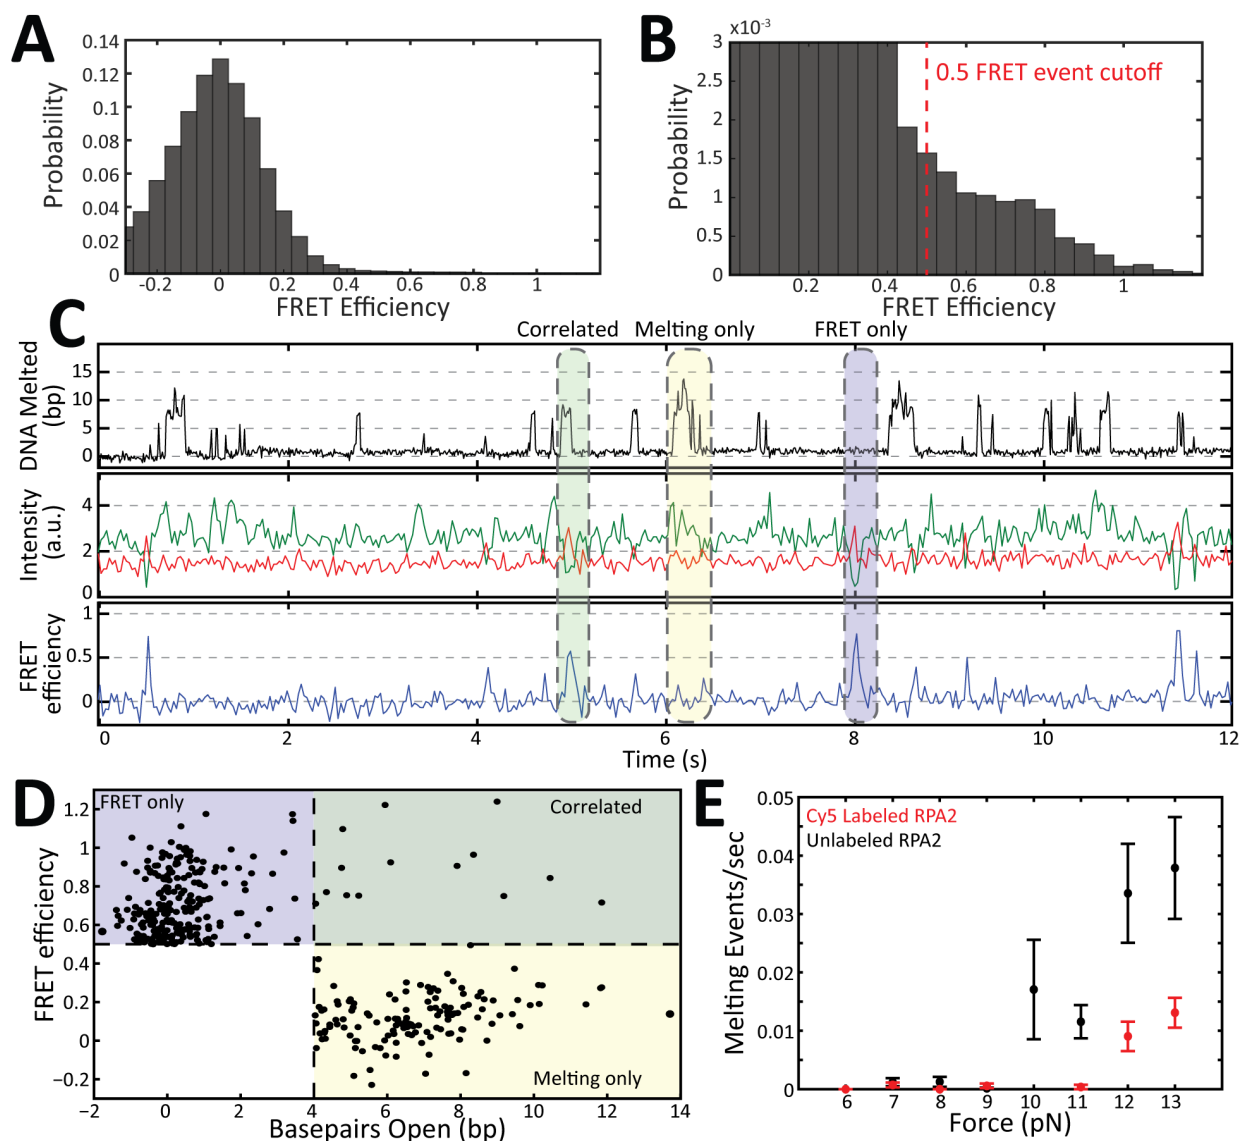 A
0.14
0.12
0.1
0.08
0.06
0.04
0.02
0
Probability
-0.2
0
0.2
0.4
0.6
0.8
1
FRET Efficiency
B
x10-3
3
2.5
2
1.5
1
0.5
0
Probability
0.5 FRET event cutoff
0.2
0.4
0.6
0.8
1
FRET Efficiency
C
Correlated
Melting only
FRET only
DNA Melted
(bp)
15
10
5
0
Intensity
(a.u.)
4
2
0
FRET
efficiency
1
0.5
0
0
2
4
6
8
10
12
Time (s)
D
FRET only
Correlated
Melting only
FRET efficiency
1.2
1
0.8
0.6
0.4
0.2
0
−0.2
−2
0
2
4
6
8
10
12
14
Basepairs Open (bp)
E
Cy5 Labeled RPA2
Unlabeled RPA2
Melting Events/sec
0.05
0.04
0.03
0.02
0.01
0
6
7
8
9
10
11
12
13
Force (pN)